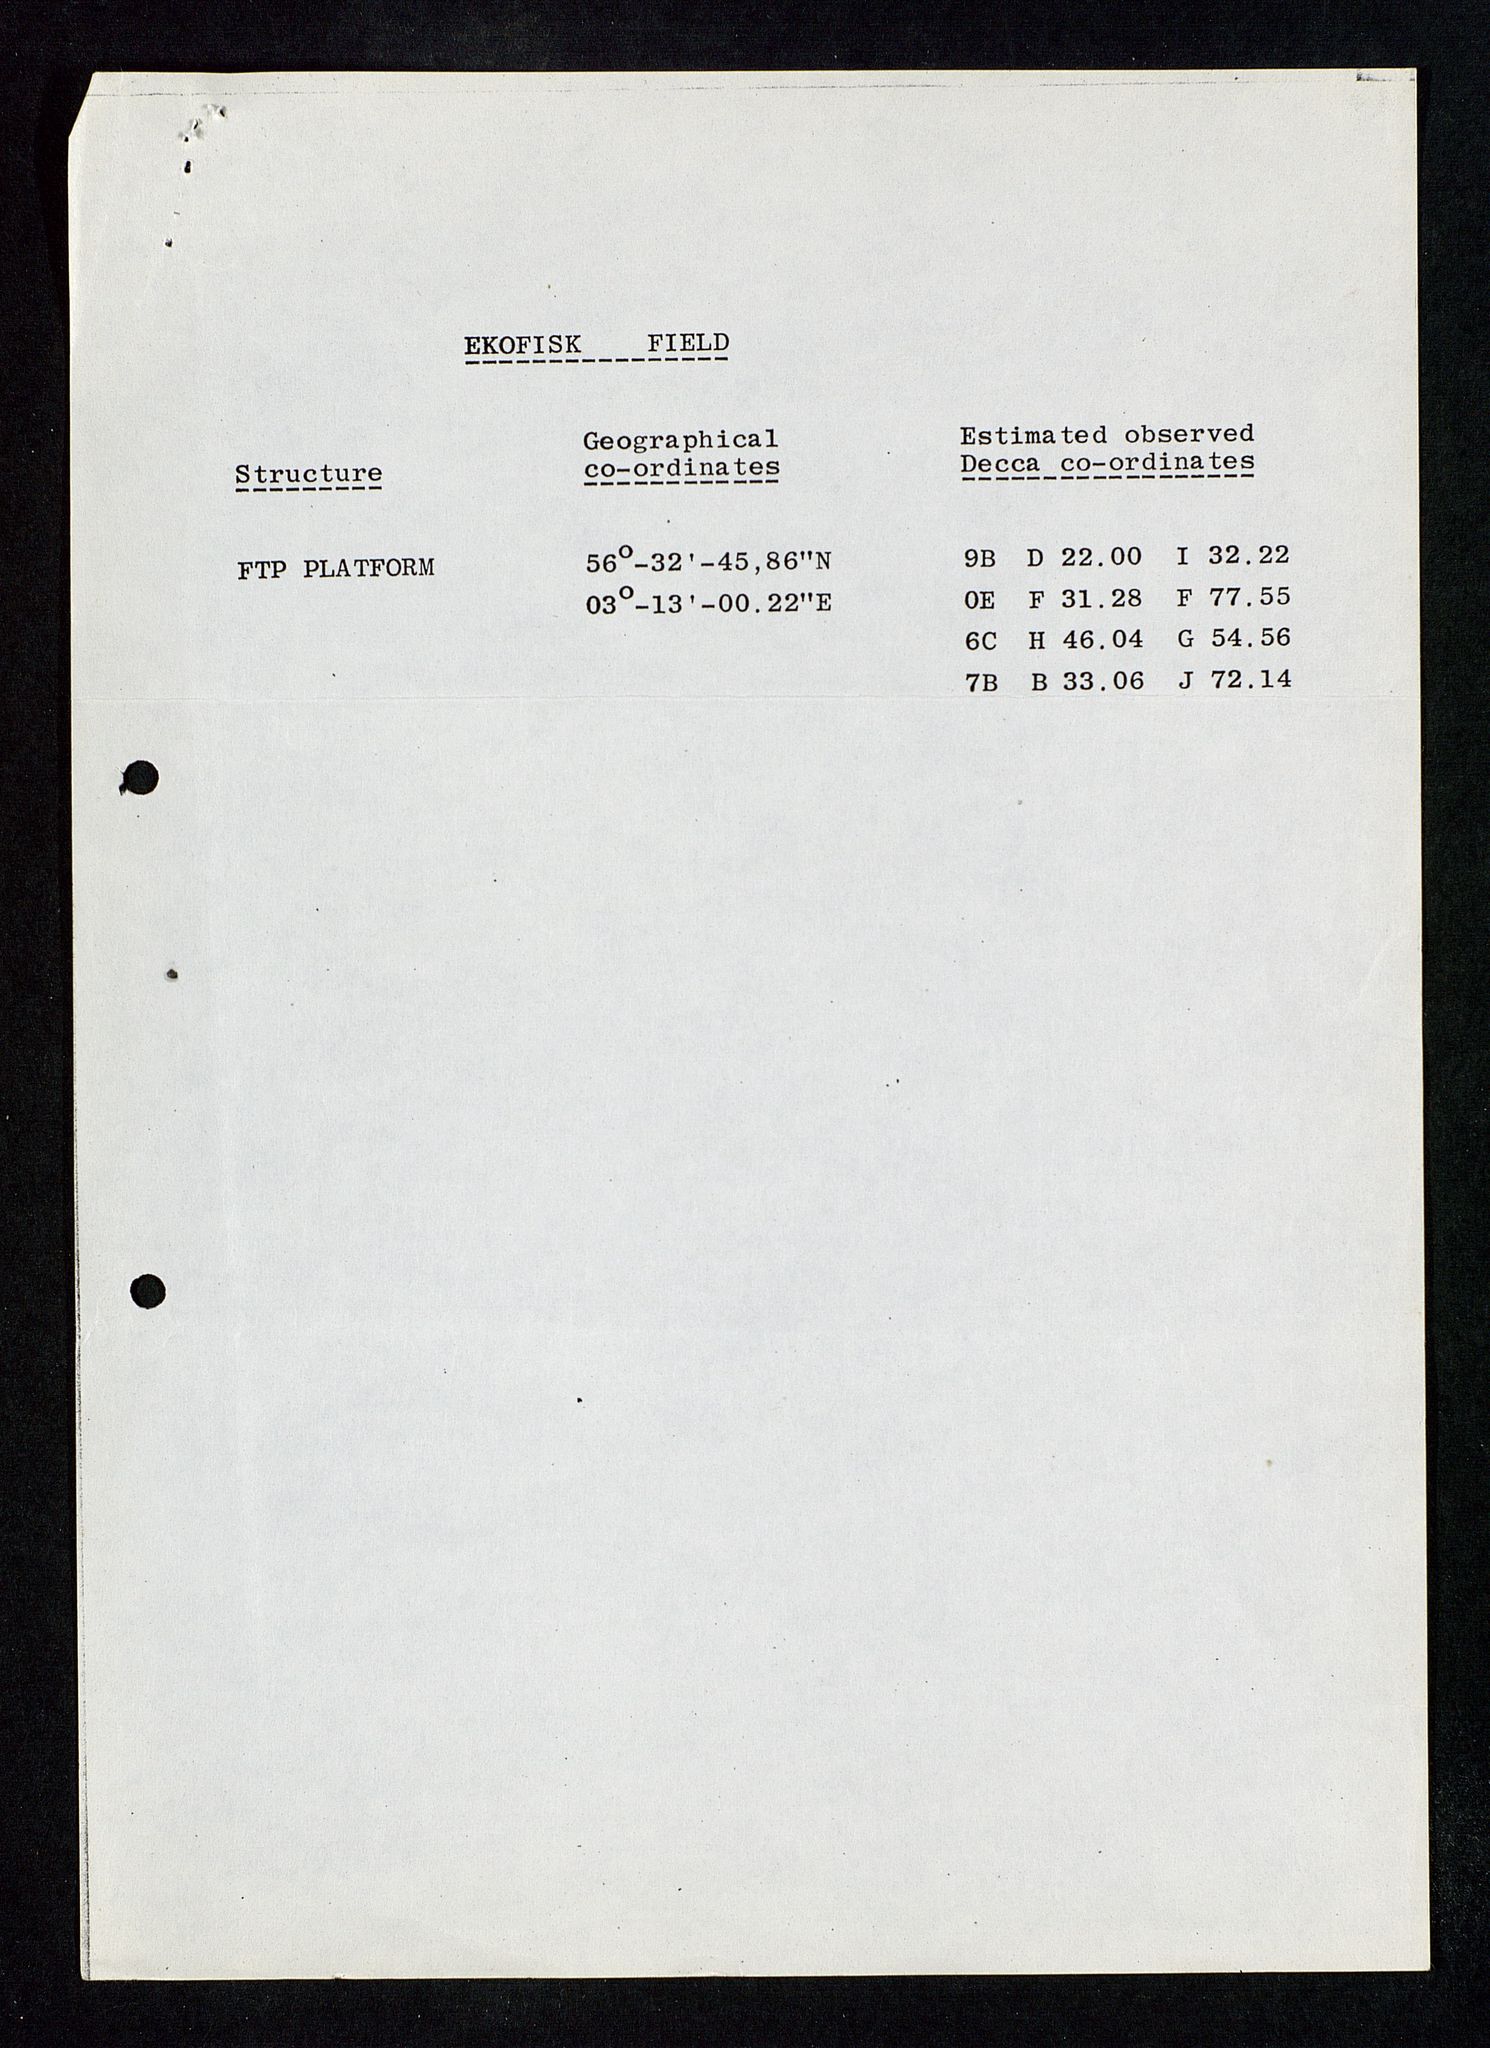 EKOFISK FIELD
Structure
Geographical
co-ordinates
Estimated observed
Decca co-ordinates
FTP PLATFORM
56°-32'-45,86"N
03°-13'-00.22"E
9B D 22.00 I 32.22
0E F 31.28 F 77.55
6C H 46.04 G 54.56
7B B 33.06 J 72.14